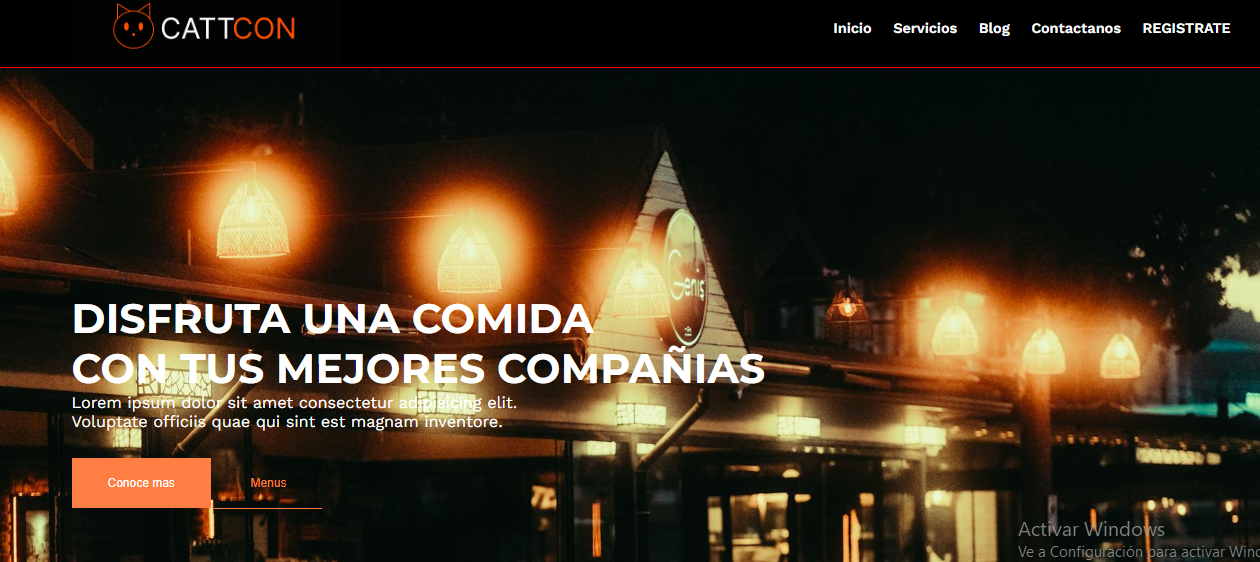 CATTCON
Inicio Servicios Blog Contactanos REGISTRATE
Genis
DISFRUTA UNA COMIDA
CON TUS MEJORES COMPAÑIAS
Lorem ipsum dolor sit amet consectetur adipisicing elit.
Voluptate officiis quae qui sint est magnam inventore.
Conoce mas Menus
Activar Windows
Ve a Configuración para activar Wind